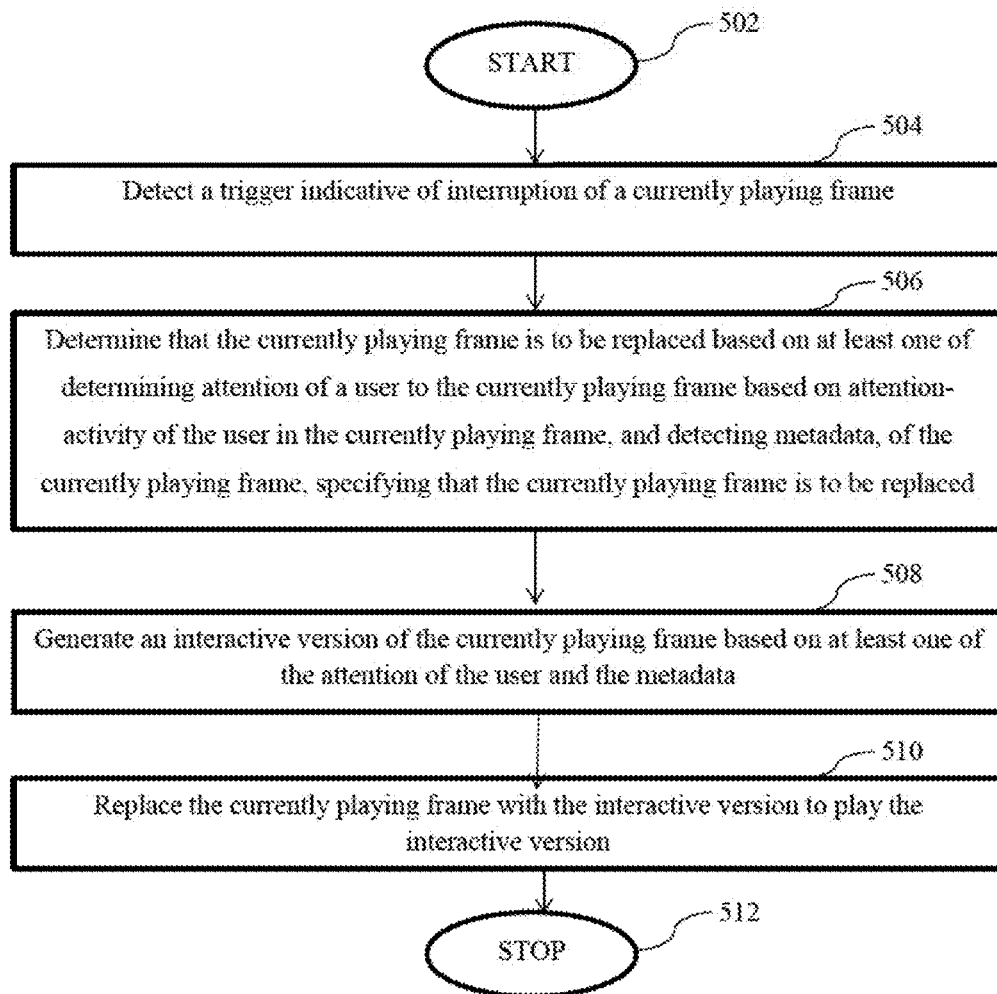 502
START
504
Detect a trigger indicative of interruption of a currently playing frame
506
Determine that the currently playing frame is to be replaced based on at least one of
determining attention of a user to the currently playing frame based on attention-
activity of the user in the currently playing frame, and detecting metadata, of the
currently playing frame, specifying that the currently playing frame is to be replaced
508
Generate an interactive version of the currently playing frame based on at least one of
the attention of the user and the metadata
510
Replace the currently playing frame with the interactive version to play the
interactive version
512
STOP